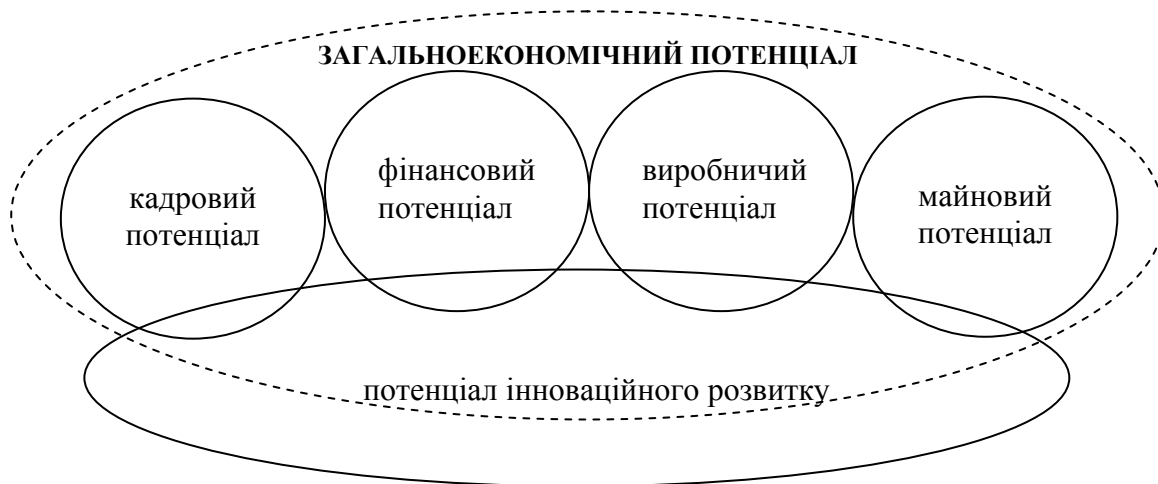 ЗАГАЛЬНОЕКОНОМІЧНИЙ ПОТЕНЦІАЛ
кадровий
потенціал
фінансовий
потенціал
виробничий
потенціал
майновий
потенціал
потенціал інноваційного розвитку